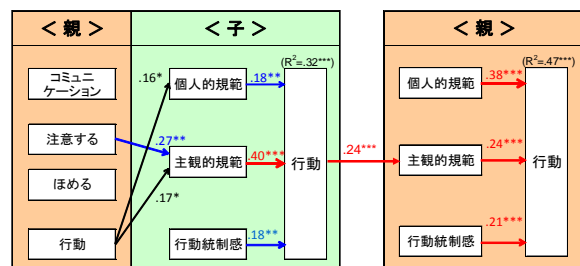 ＜ 親 ＞
＜ 子 ＞
＜ 親 ＞
(R²=.32***)
(R²=.47***)
コミュニ
ケーション
注意する
ほめる
行動
.16*
.27**
.17*
個人的規範
主観的規範
行動統制感
.18**
.40***
.18**
行動
.24***
個人的規範
主観的規範
行動統制感
.38***
.24***
.21***
行動